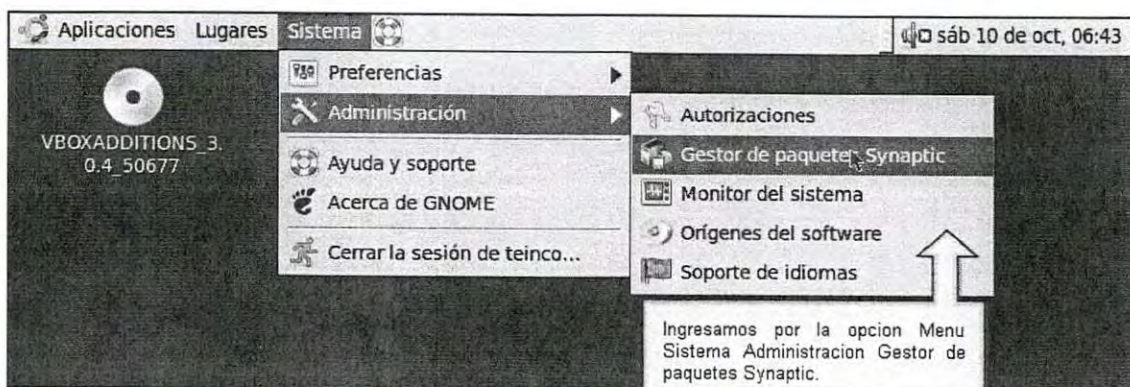 Aplicaciones Lugares Sistema
sáb 10 de oct, 06:43
VBOXADDITIONS_3.
0.4_50677
Preferencias
Administración
Ayuda y soporte
Acerca de GNOME
Cerrar la sesión de teinco...
Autorizaciones
Gestor de paquetes Synaptic
Monitor del sistema
Orígenes del software
Soporte de idiomas
Ingresamos por la opcion Menu
Sistema Administracion Gestor de
paquetes Synaptic.